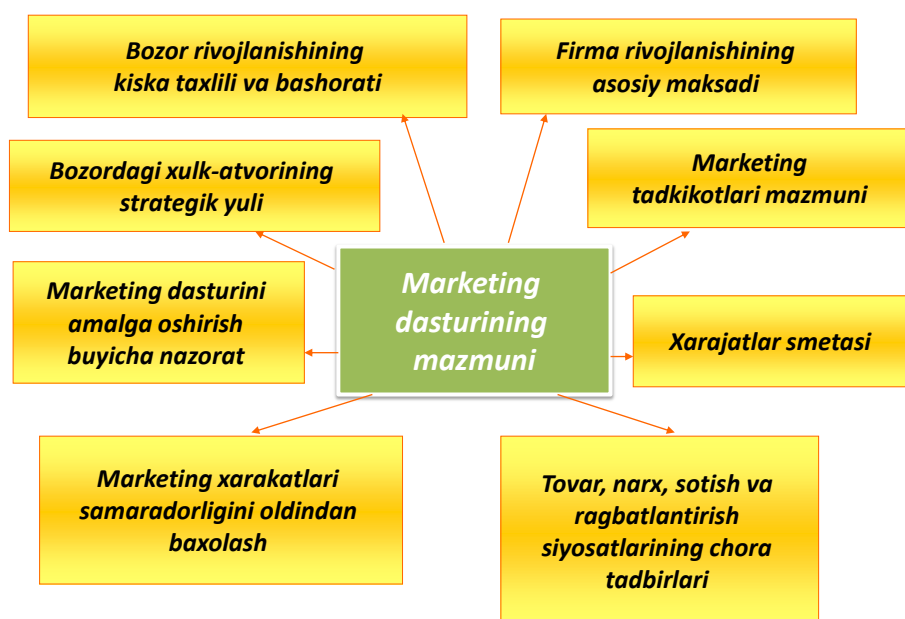 Bozor rivojlanishining
kiska taxlili va bashorati
Firma rivojlanishining
asosiy maksadi
Bozordagi xulk-atvorining
strategik yuli
Marketing
tadkikotlari mazmuni
Marketing
dasturining
mazmuni
Marketing dasturini
amalga oshirish
buyicha nazorat
Xarajatlar smetasi
Marketing xarakatlari
samaradorligini oldindan
baxolash
Tovar, narx, sotish va
ragbatlantirish
siyosatlarining chora
tadbirlari